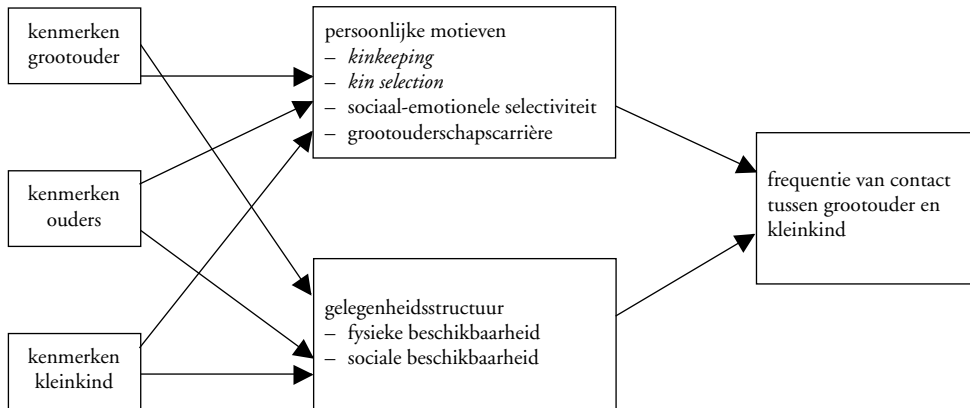 kenmerken
grootouder
kenmerken
ouders
kenmerken
kleinkind
persoonlijke motieven
– kinkeeping
– kin selection
– sociaal-emotionele selectiviteit
– grootouderschapscarrière
gelegenheidsstructuur
– fysieke beschikbaarheid
– sociale beschikbaarheid
frequentie van contact
tussen grootouder en
kleinkind